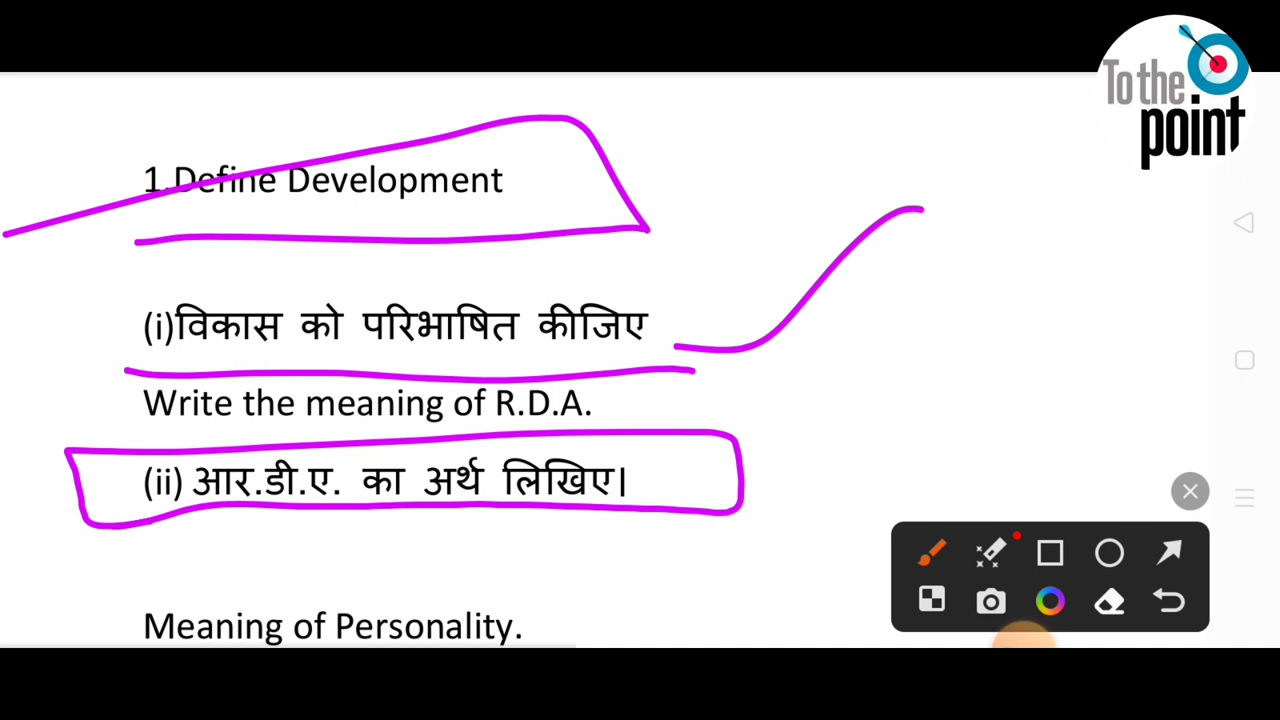 To the
point
1.Define Development
(i)विकास को परिभाषित कीजिए
Write the meaning of R.D.A.
(ii) आर.डी.ए. का अर्थ लिखिए।
Meaning of Personality.